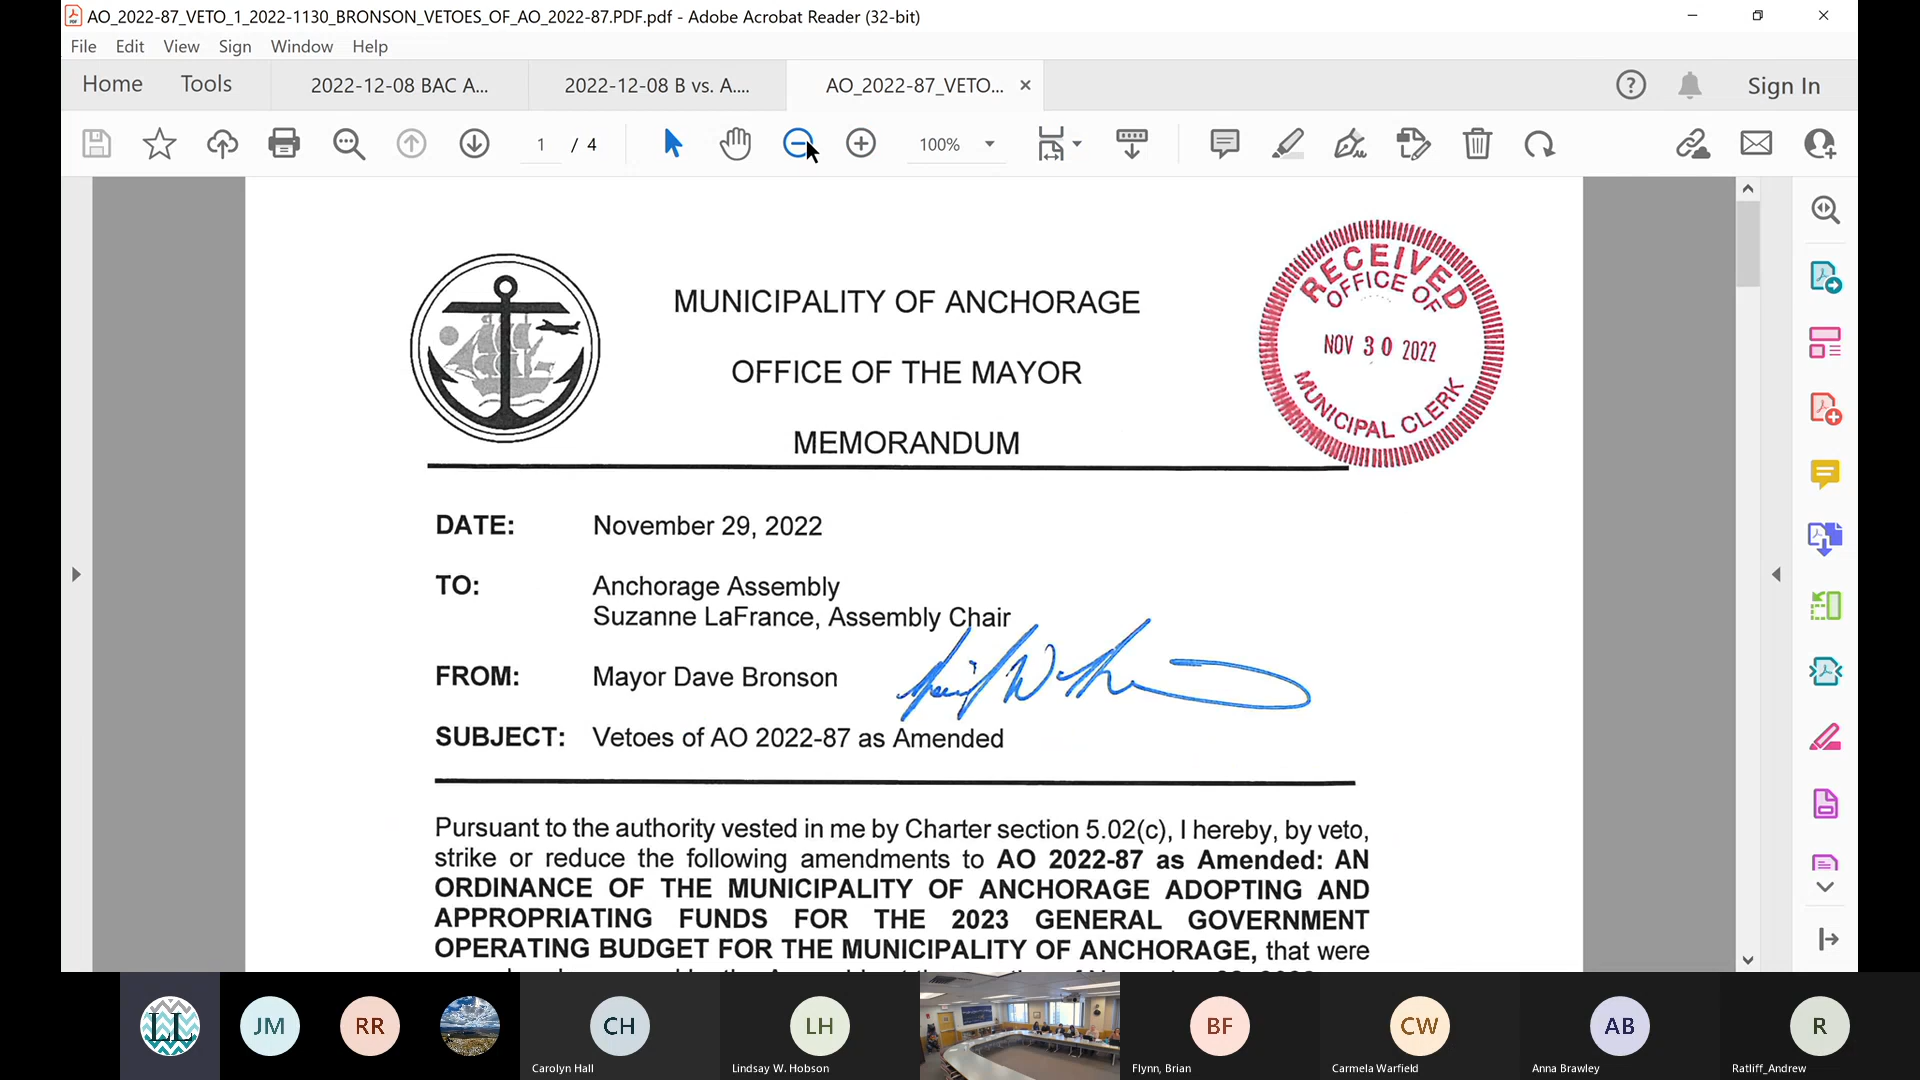 AO_2022-87_VETO_1_2022-1130_BRONSON_VETOES_OF_AO_2022-87.PDF.pdf - Adobe Acrobat Reader (32-bit)
File Edit View Sign Window Help
Home Tools 2022-12-08 BAC A... 2022-12-08 B vs. A.... AO_2022-87_VETO... Sign In
1 / 4 100%
RECEIVED
OFFICE OF
NOV 30 2022
MUNICIPAL CLERK
MUNICIPALITY OF ANCHORAGE
OFFICE OF THE MAYOR
MEMORANDUM
DATE: November 29, 2022
TO: Anchorage Assembly
Suzanne LaFrance, Assembly Chair
FROM: Mayor Dave Bronson
SUBJECT: Vetoes of AO 2022-87 as Amended
Pursuant to the authority vested in me by Charter section 5.02(c), I hereby, by veto,
strike or reduce the following amendments to AO 2022-87 as Amended: AN
ORDINANCE OF THE MUNICIPALITY OF ANCHORAGE ADOPTING AND
APPROPRIATING FUNDS FOR THE 2023 GENERAL GOVERNMENT
OPERATING BUDGET FOR THE MUNICIPALITY OF ANCHORAGE, that were
LL JM RR CH LH BF CW AB R
Carolyn Hall Lindsay W. Hobson Flynn, Brian Carmela Warfield Anna Brawley Ratliff_Andrew